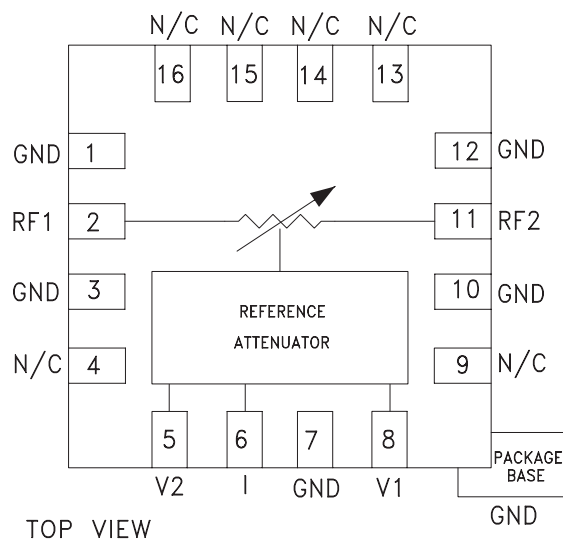 N/C N/C N/C N/C
16 15 14 13
GND 1 12 GND
RF1 2 11 RF2
GND 3 10 GND
REFERENCE
ATTENUATOR
N/C 4 9 N/C
5 6 7 8
V2 I GND V1
PACKAGE
BASE
GND
TOP VIEW